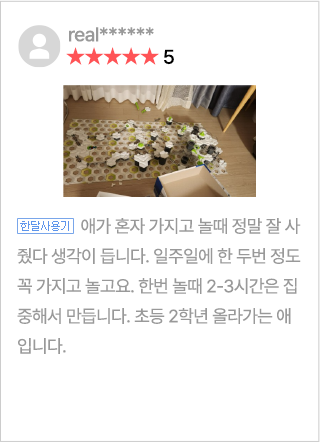 real******
★★★★★ 5
한달사용기 애가 혼자 가지고 놀때 정말 잘 사
줬다 생각이 듭니다. 일주일에 한 두번 정도
꼭 가지고 놀고요. 한번 놀때 2-3시간은 집
중해서 만듭니다. 초등 2학년 올라가는 애
입니다.